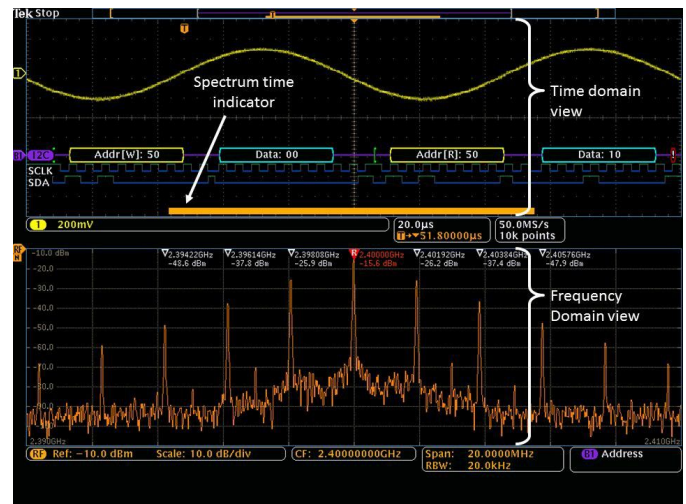 Tek Stop
T
Spectrum time
indicator
Time domain
view
1
B1 I2C
Addr[W]: 50
Data: 00
Addr[R]: 50
Data: 10
!
SCLK
SDA
1 200mV
20.0µs
50.0MS/s
T→▼51.80000µs
10k points
RF
-10.0 dBm
2.39422GHz
2.39614GHz
2.39808GHz
R
2.40000GHz
2.40192GHz
2.40384GHz
2.40576GHz
-48.6 dBm
-37.8 dBm
-25.9 dBm
-15.6 dBm
-26.2 dBm
-37.4 dBm
-47.9 dBm
-20.0
-30.0
-40.0
-50.0
-60.0
-70.0
-80.0
-90.0
Frequency
Domain view
2.390GHz
2.410GHz
RF Ref: -10.0 dBm
Scale: 10.0 dB/div
CF: 2.40000000GHz
Span: 20.0000MHz
RBW: 20.0kHz
B1 Address